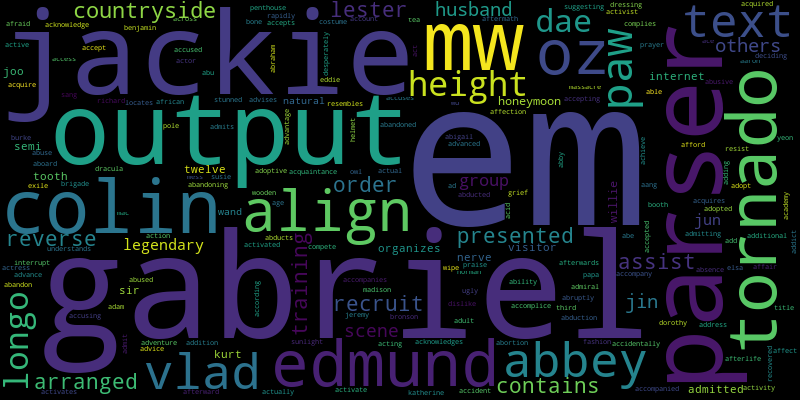 countryside
lester
husband
dae
text
others
jackie
mw
oz
paw
height
joo
internet
honeymoon
output
em
parser
tornado
natural
semi
twelve
tooth
colin
align
order
group
willie
jun
wand
reverse
legendary
presented
visitor
organizes
nerve
assist
gabriel
training
sir
recruit
jin
scene
longo
arranged
vlad
kurt
edmund
abbey
contains
admitted
acknowledge
across
penthouse
rapidly
accepts
bone
costume
account
tea
aftermath
suggesting
dressing
activist
complies
acquired
prayer
deciding
afraid
benjamin
active
accept
accused
access
actor
abu
acquire
abraham
eddie
desperately
african
locates
stunned
advises
resembles
massacre
accepting
able
abusive
aaron
richard
burke
pole
admits
advantage
helmet
abandoned
affection
abigail
advanced
abby
achieve
afford
resist
adding
yeon
abuse
aboard
adoptive
acquaintance
actual
dracula
exile
brigade
abandoning
susie
wooden
age
owl
ad
abducted
grief
acid
aang
booth
adopt
acquires
adopted
academy
action
understands
activated
abducts
compete
accepted
abe
admitting
add
additional
addict
interrupt
actress
advance
abandon
abused
according
accompanies
wipe
praise
afterwards
papa
accompany
absence
elsa
affair
adam
accusing
madison
ugly
ability
admiral
abruptly
accomplice
third
abduction
title
dorothy
address
afterlife
affect
recovered
adventure
addition
advice
sunlight
jeremy
bronson
adult
dislike
acting
acknowledges
abortion
fashion
accidentally
activates
afterward
actually
activate
katherine
accident
accompanied
activity